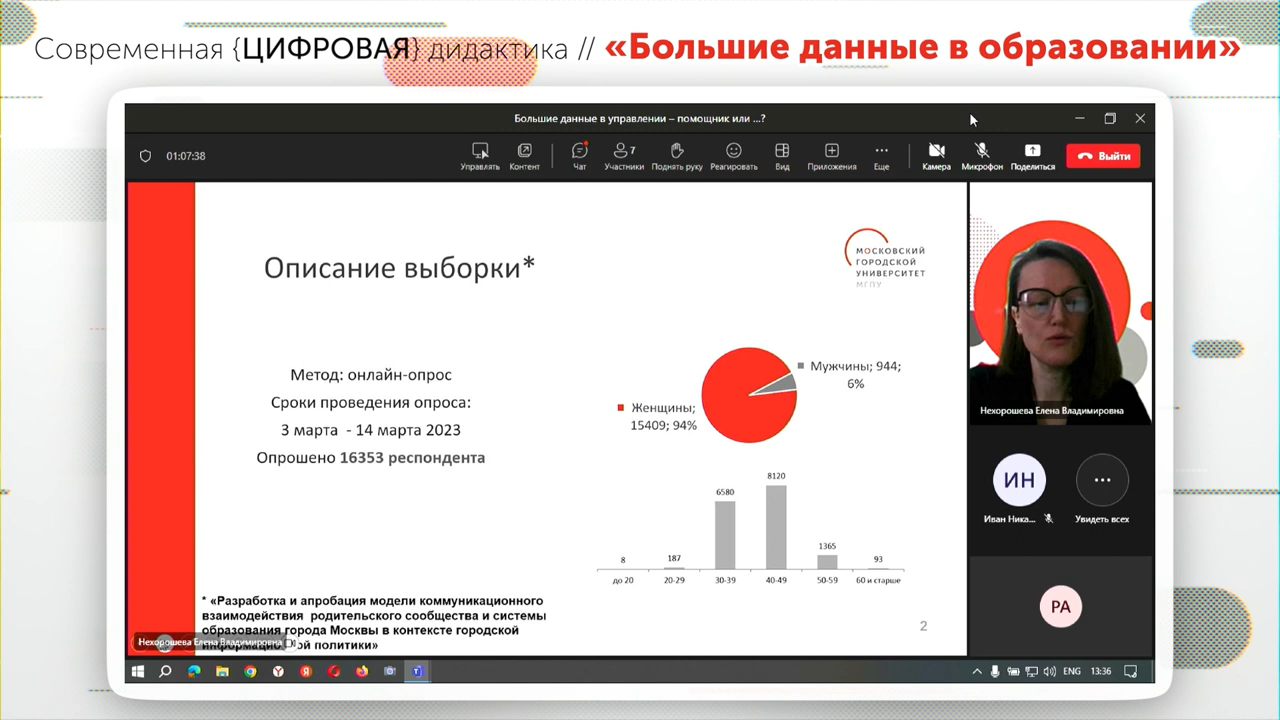 Современная {ЦИФРОВАЯ} дидактика // «Большие данные в образовании»
Большие данные в управлении – помощник или ...?
01:07:38
Управлять
Контент
Чат
7
Участники
Поднять руку
Реагировать
Вид
Приложения
Еще
Камера
Микрофон
Поделиться
Выйти
Описание выборки*
МОСКОВСКИЙ
ГОРОДСКОЙ
УНИВЕРСИТЕТ
МГПУ
Метод: онлайн-опрос
Сроки проведения опроса:
3 марта - 14 марта 2023
Опрошено 16353 респондента
Мужчины; 944;
6%
Женщины;
15409; 94%
8 187 6580 8120 1365 93
до 20 20-29 30-39 40-49 50-59 60 и старше
* «Разработка и апробация модели коммуникационного
взаимодействия родительского сообщества и системы
образования города Москвы в контексте городской
политики»
2
Нехорошева Елена Владимировна
Нехорошева Елена Владимировна
ИН
Иван Ника...
...
Увидеть всех
РА
ENG
13:36